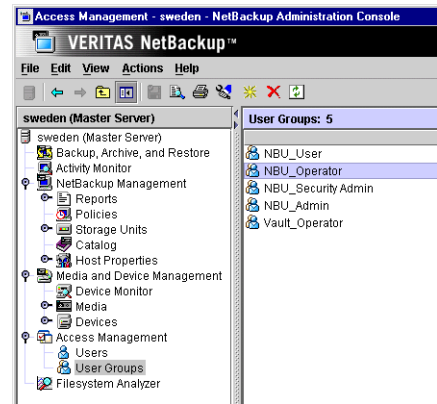 Access Management - sweden - NetBackup Administration Console
VERITAS NetBackup™
File Edit View Actions Help
sweden (Master Server)
sweden (Master Server)
Backup, Archive, and Restore
Activity Monitor
NetBackup Management
Reports
Policies
Storage Units
Catalog
Host Properties
Media and Device Management
Device Monitor
Media
Devices
Access Management
Users
User Groups
Filesystem Analyzer
User Groups: 5
NBU_User
NBU_Operator
NBU_Security Admin
NBU_Admin
Vault_Operator